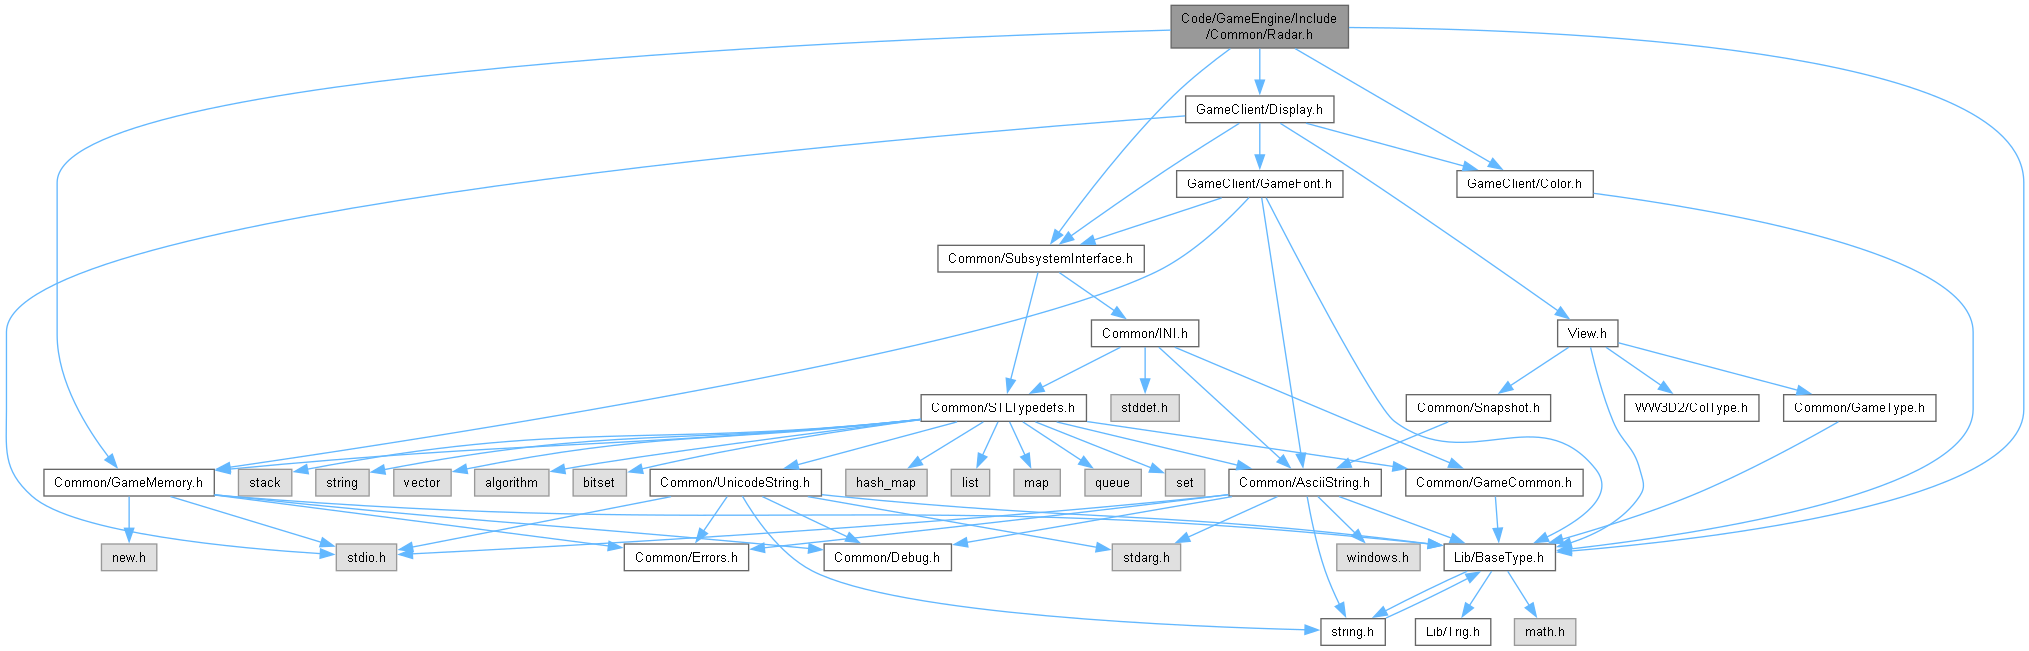 Code/GameEngine/Include
/Common/Radar.h
GameClient/Display.h
GameClient/GameFont.h
GameClient/Color.h
Common/SubsystemInterface.h
Common/INI.h
View.h
Common/STLTypedefs.h
stddef.h
Common/Snapshot.h
WW3D2/ColType.h
Common/GameType.h
Common/GameMemory.h
stack
string
vector
algorithm
bitset
Common/UnicodeString.h
hash_map
list
map
queue
set
Common/AsciiString.h
Common/GameCommon.h
new.h
stdio.h
Common/Errors.h
Common/Debug.h
stdarg.h
windows.h
Lib/BaseType.h
string.h
Lib/Trig.h
math.h